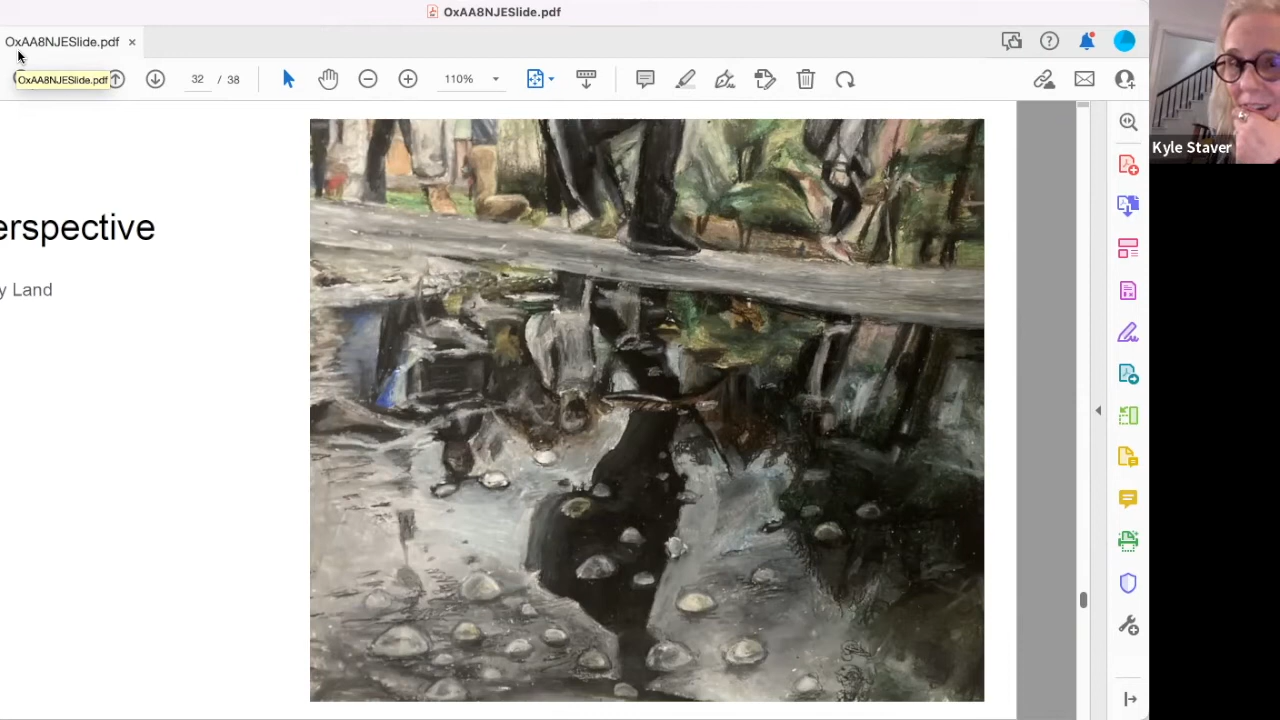 OxAA8NJESlide.pdf
OxAA8NJESlide.pdf ×
OxAA8NJESlide.pdf
32 / 38
110%
Kyle Staver
erspective
y Land